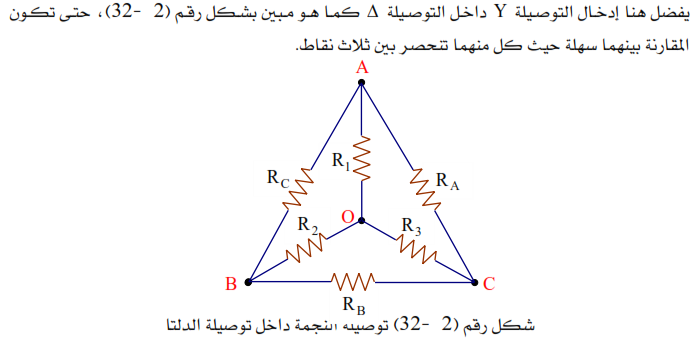 يفضل هنا إدخال التوصيلة Y داخل التوصيلة Δ كما هو مبين بشكل رقم (2 -32)، حتى تكون
المقارنة بينهما سهلة حيث كل منهما تنحصر بين ثلاث نقاط.
A
R1
RC
RA
O
R2
R3
B
C
RB
شكل رقم (2 -32) توصيلة النجمة داخل توصيلة الدلتا